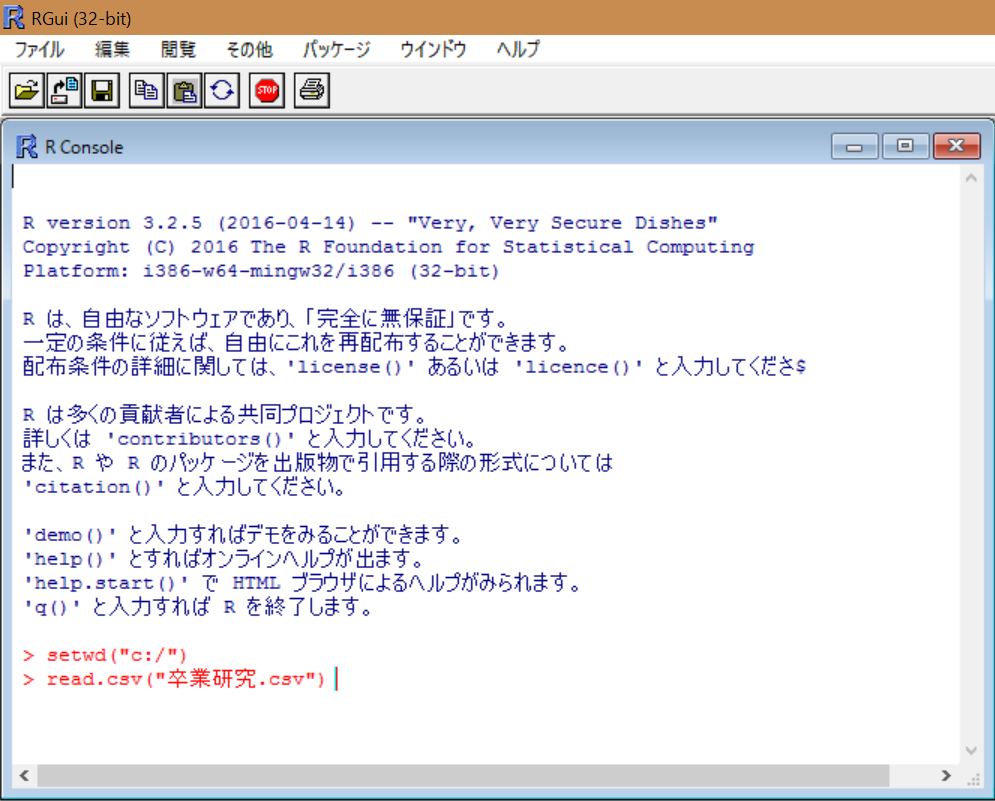 RGui (32-bit)
ファイル 編集 閲覧 その他 パッケージ ウインドウ ヘルプ
STOP
R Console
R version 3.2.5 (2016-04-14) -- "Very, Very Secure Dishes"
Copyright (C) 2016 The R Foundation for Statistical Computing
Platform: i386-w64-mingw32/i386 (32-bit)
R は、自由なソフトウェアであり、「完全に無保証」です。
一定の条件に従えば、自由にこれを再配布することができます。
配布条件の詳細に関しては、'license()' あるいは 'licence()' と入力してくださ$
R は多くの貢献者による共同プロジェクトです。
詳しくは 'contributors()' と入力してください。
また、R や R のパッケージを出版物で引用する際の形式については
'citation()' と入力してください。
'demo()' と入力すればデモをみることができます。
'help()' とすればオンラインヘルプが出ます。
'help.start()' で HTML ブラウザによるヘルプがみられます。
'q()' と入力すれば R を終了します。
> setwd("c:/")
> read.csv("卒業研究.csv")